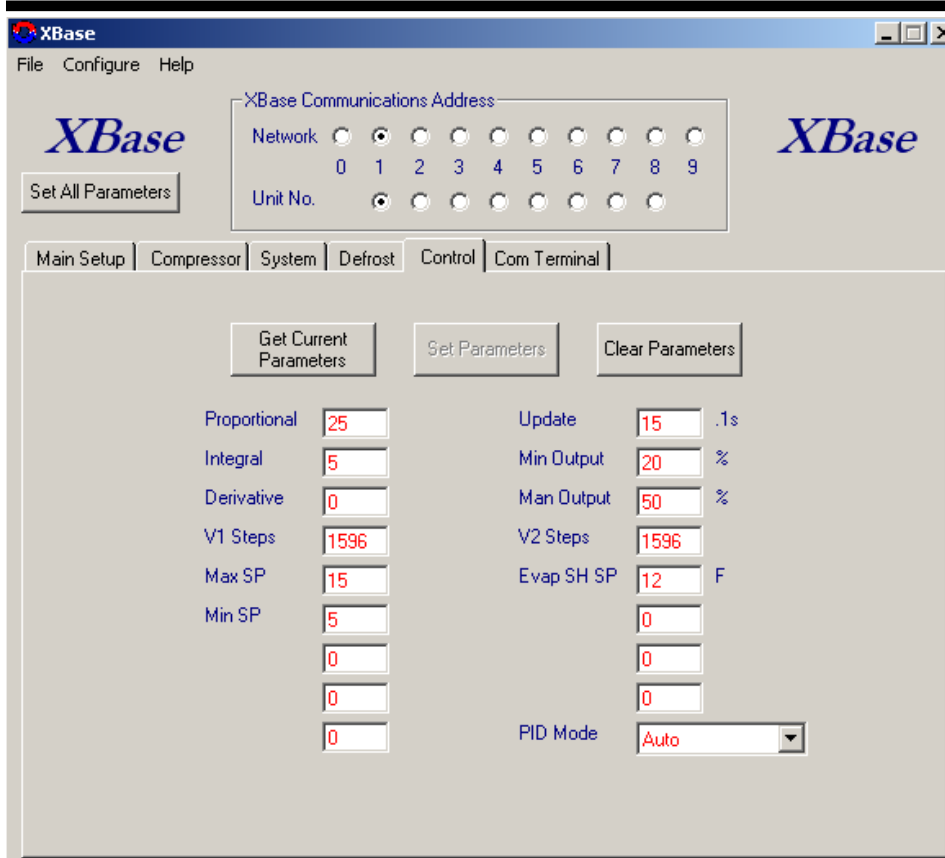 XBase
File Configure Help
XBase Communications Address
XBase
Network
XBase
0 1 2 3 4 5 6 7 8 9
Set All Parameters
Unit No.
Main Setup Compressor System Defrost Control Com Terminal
Get Current
Parameters
Set Parameters
Clear Parameters
Proportional 25 Update 15 .1s
Integral 5 Min Output 20 %
Derivative 0 Man Output 50 %
V1 Steps 1596 V2 Steps 1596
Max SP 15 Evap SH SP 12 F
Min SP 5 0
0 0
0 0
0 PID Mode Auto